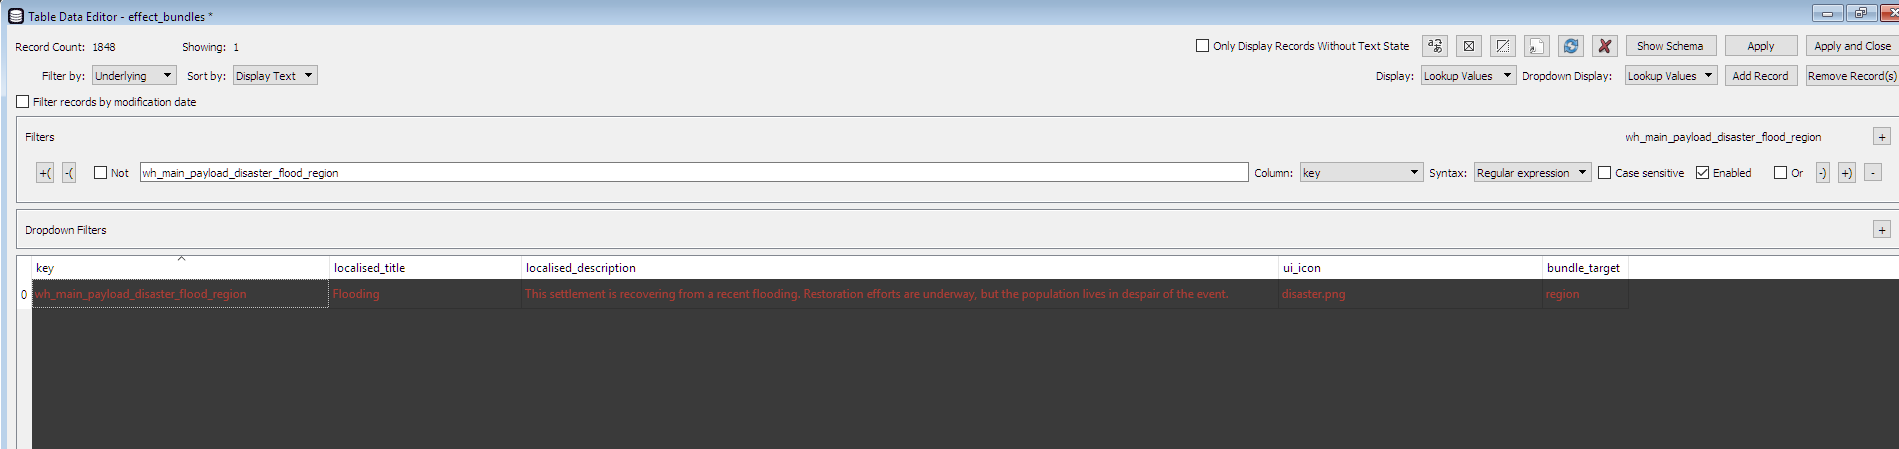 Table Data Editor - effect_bundles *
Record Count: 1848 Showing: 1
Only Display Records Without Text State Show Schema Apply Apply and Close
Filter by: Underlying Sort by: Display Text
Display: Lookup Values Dropdown Display: Lookup Values Add Record Remove Record(s)
Filter records by modification date
Filters wh_main_payload_disaster_flood_region +
+( -( Not wh_main_payload_disaster_flood_region Column: key Syntax: Regular expression Case sensitive Enabled Or -) +) -
Dropdown Filters +
key localised_title localised_description ui_icon bundle_target
0 wh_main_payload_disaster_flood_region Flooding This settlement is recovering from a recent flooding. Restoration efforts are underway, but the population lives in despair of the event. disaster.png region